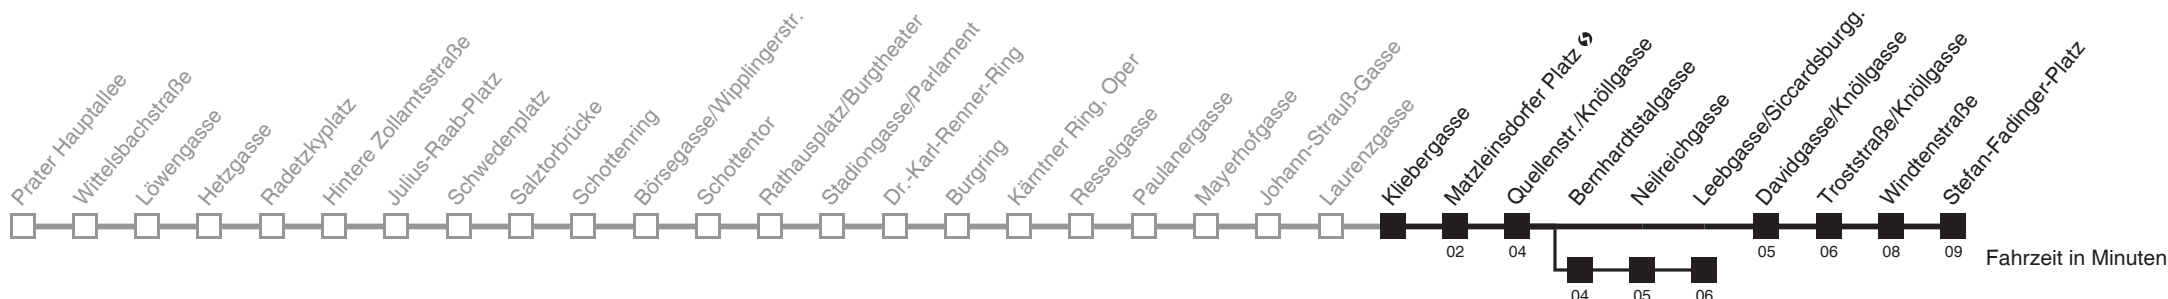 Prater Hauptallee
Wittelsbachstraße
Löwengasse
Hetzgasse
Radetzkyplatz
Hintere Zollamtsstraße
Julius-Raab-Platz
Schwedenplatz
Salztorbrücke
Schottenring
Börsegasse/Wipplingerstr.
Schottentor
Rathausplatz/Burgtheater
Stadiongasse/Parlament
Dr.-Karl-Renner-Ring
Burgring
Kärntner Ring, Oper
Resselgasse
Paulanergasse
Mayerhofgasse
Johann-Strauß-Gasse
Laurenzgasse
Kliebergasse
Matzleinsdorfer Platz
Quellenstr./Knöllgasse
Bernhardtstalgasse
Neilreichgasse
Leebgasse/Siccardsburgg.
Davidgasse/Knöllgasse
Troststraße/Knöllgasse
Windtenstraße
Stefan-Fadinger-Platz
02 04 05 06 08 09
Fahrzeit in Minuten
04 05 06